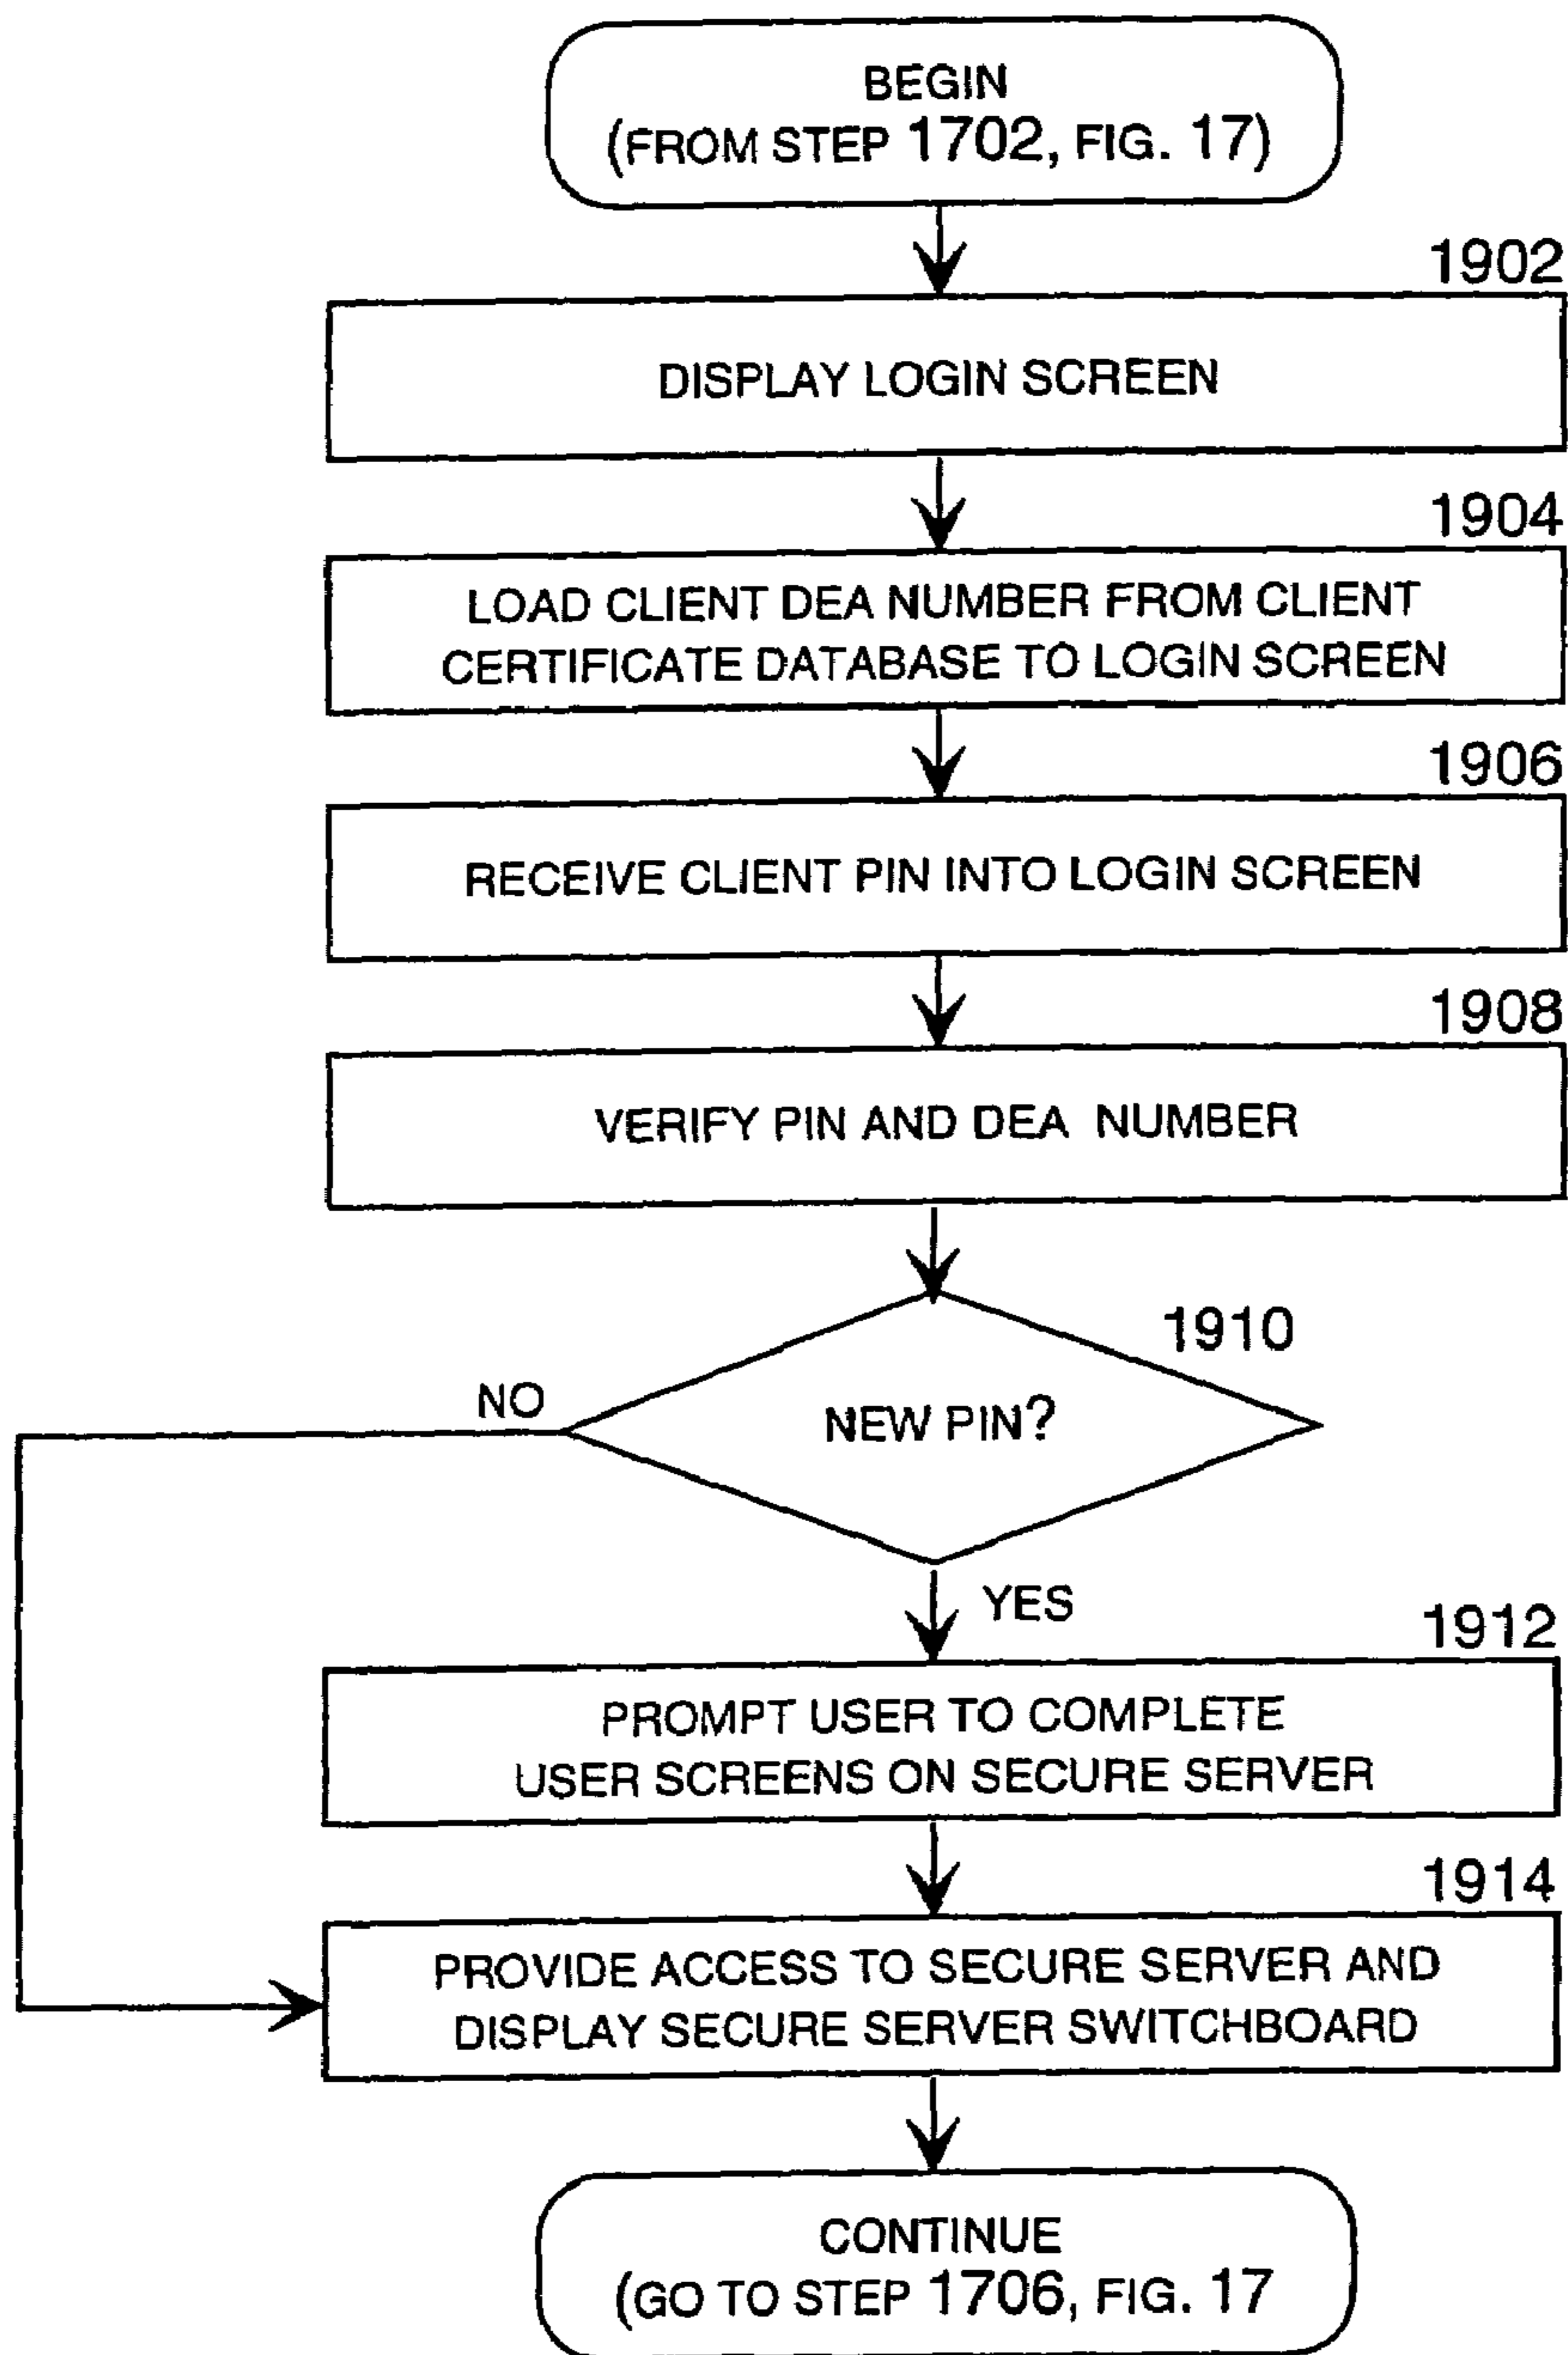 BEGIN
(FROM STEP 1702, FIG. 17)
1902
DISPLAY LOGIN SCREEN
1904
LOAD CLIENT DEA NUMBER FROM CLIENT
CERTIFICATE DATABASE TO LOGIN SCREEN
1906
RECEIVE CLIENT PIN INTO LOGIN SCREEN
1908
VERIFY PIN AND DEA NUMBER
1910
NO
NEW PIN?
YES
1912
PROMPT USER TO COMPLETE
USER SCREENS ON SECURE SERVER
1914
PROVIDE ACCESS TO SECURE SERVER AND
DISPLAY SECURE SERVER SWITCHBOARD
CONTINUE
(GO TO STEP 1706, FIG. 17